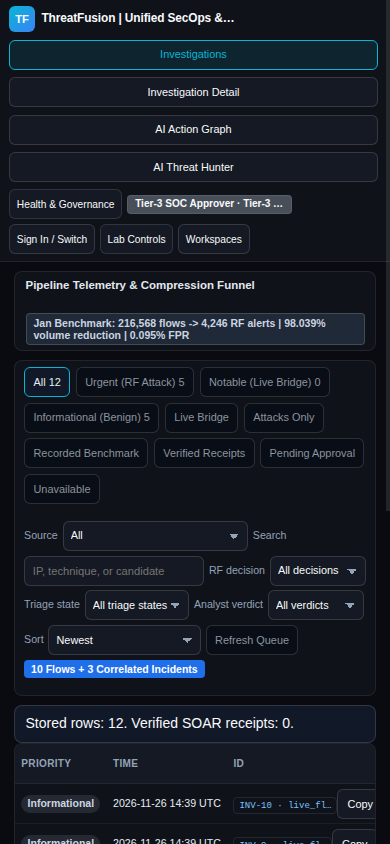 TF ThreatFusion | Unified SecOps &…
Investigations
Investigation Detail
AI Action Graph
AI Threat Hunter
Health & Governance Tier-3 SOC Approver · Tier-3 …
Sign In / Switch Lab Controls Workspaces
Pipeline Telemetry & Compression Funnel
Jan Benchmark: 216,568 flows -> 4,246 RF alerts | 98.039%
volume reduction | 0.095% FPR
All 12 Urgent (RF Attack) 5 Notable (Live Bridge) 0
Informational (Benign) 5 Live Bridge Attacks Only
Recorded Benchmark Verified Receipts Pending Approval
Unavailable
Source All Search
IP, technique, or candidate RF decision All decisions
Triage state All triage states Analyst verdict All verdicts
Sort Newest Refresh Queue
10 Flows + 3 Correlated Incidents
Stored rows: 12. Verified SOAR receipts: 0.
PRIORITY TIME ID
Informational 2026-11-26 14:39 UTC INV-10 · live_fl… Copy
Informational 2026-11-26 14:39 UTC